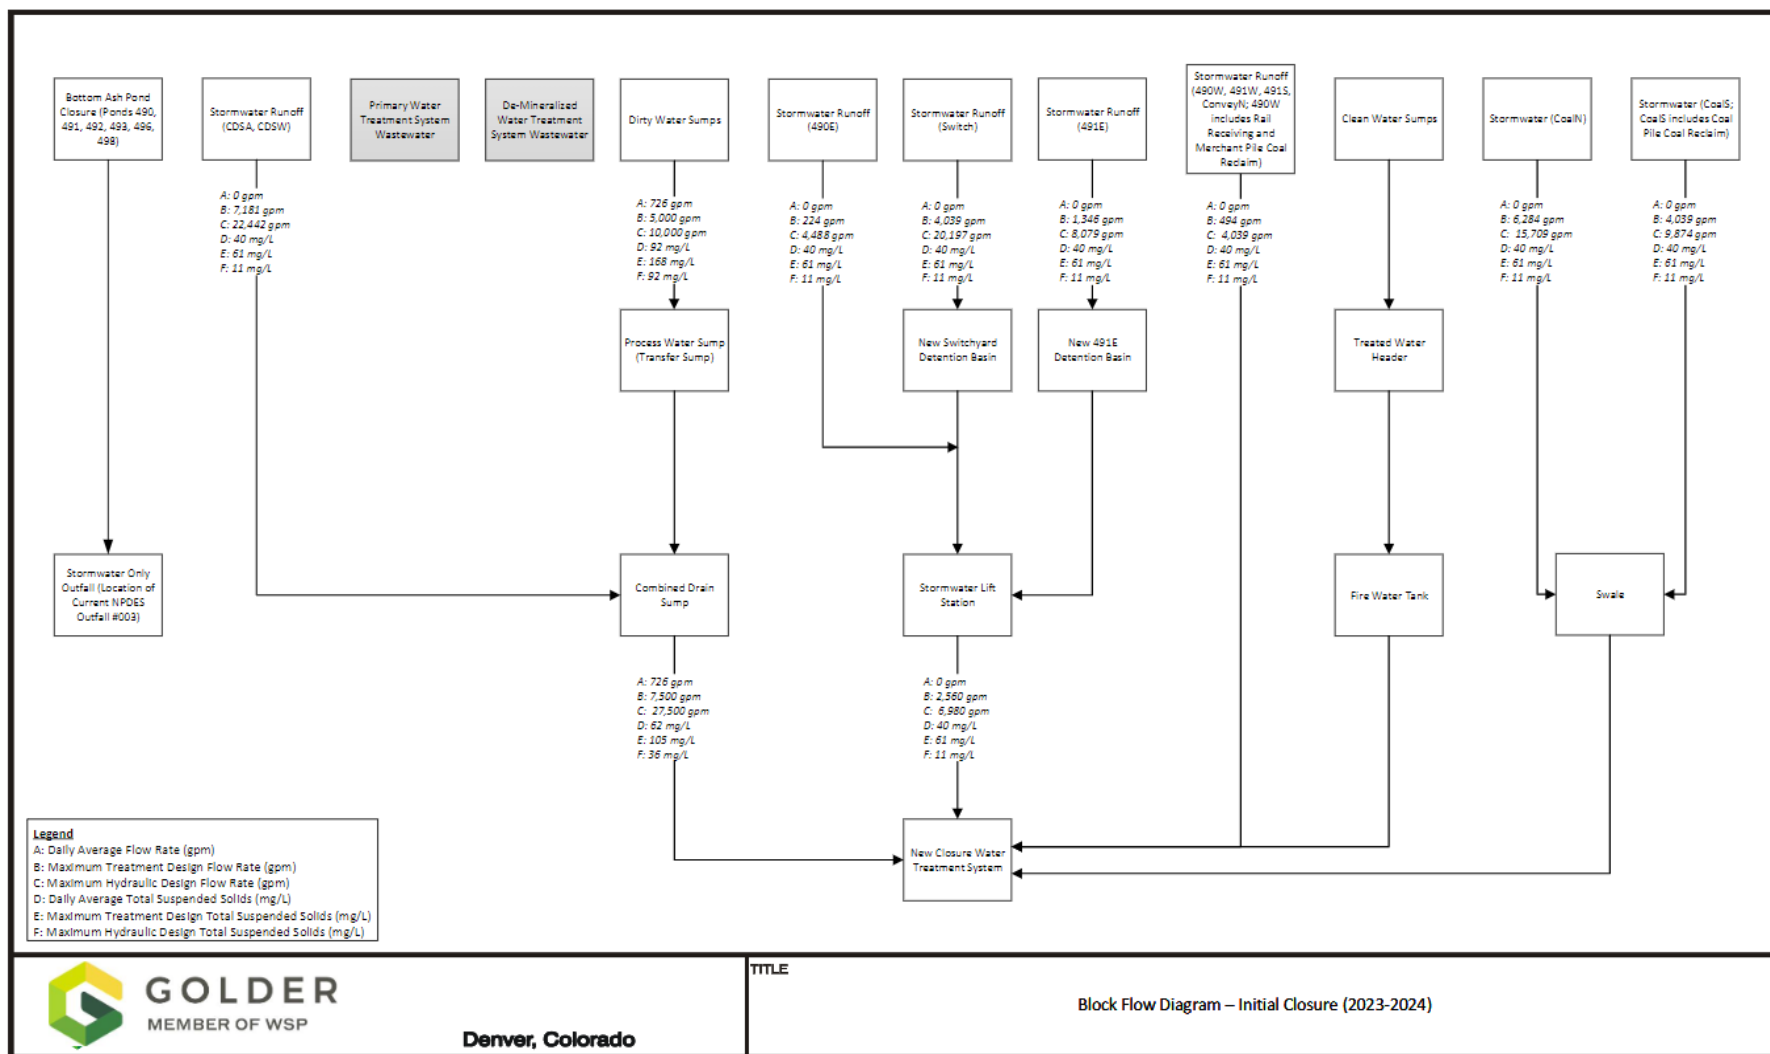 Bottom Ash Pond
Closure (Ponds 490,
491, 492, 493, 496,
498)
Stormwater Runoff
(CDSA, CDSW)
Primary Water
Treatment System
Wastewater
De-Mineralized
Water Treatment
System Wastewater
Dirty Water Sumps
Stormwater Runoff
(490E)
Stormwater Runoff
(Switch)
Stormwater Runoff
(491E)
Stormwater Runoff
(490W, 491W, 491S,
ConveyN; 490W
includes Rail
Receiving and
Merchant Pile Coal
Reclaim)
Clean Water Sumps
Stormwater (CoalN)
Stormwater (CoalS;
CoalS includes Coal
Pile Coal Reclaim)
A: 0 gpm
B: 7,181 gpm
C: 22,442 gpm
D: 40 mg/L
E: 61 mg/L
F: 11 mg/L
A: 726 gpm
B: 5,000 gpm
C: 10,000 gpm
D: 92 mg/L
E: 168 mg/L
F: 92 mg/L
A: 0 gpm
B: 224 gpm
C: 4,488 gpm
D: 40 mg/L
E: 61 mg/L
F: 11 mg/L
A: 0 gpm
B: 4,039 gpm
C: 20,197 gpm
D: 40 mg/L
E: 61 mg/L
F: 11 mg/L
A: 0 gpm
B: 1,346 gpm
C: 8,079 gpm
D: 40 mg/L
E: 61 mg/L
F: 11 mg/L
A: 0 gpm
B: 494 gpm
C: 4,039 gpm
D: 40 mg/L
E: 61 mg/L
F: 11 mg/L
A: 0 gpm
B: 6,284 gpm
C: 15,709 gpm
D: 40 mg/L
E: 61 mg/L
F: 11 mg/L
A: 0 gpm
B: 4,039 gpm
C: 9,874 gpm
D: 40 mg/L
E: 61 mg/L
F: 11 mg/L
Process Water Sump
(Transfer Sump)
New Switchyard
Detention Basin
New 491E
Detention Basin
Treated Water
Header
Stormwater Only
Outfall (Location of
Current NPDES
Outfall #003)
Combined Drain
Sump
Stormwater Lift
Station
Fire Water Tank
Swale
A: 726 gpm
B: 7,500 gpm
C: 27,500 gpm
D: 62 mg/L
E: 105 mg/L
F: 36 mg/L
A: 0 gpm
B: 2,560 gpm
C: 6,980 gpm
D: 40 mg/L
E: 61 mg/L
F: 11 mg/L
New Closure Water
Treatment System
Legend
A: Daily Average Flow Rate (gpm)
B: Maximum Treatment Design Flow Rate (gpm)
C: Maximum Hydraulic Design Flow Rate (gpm)
D: Daily Average Total Suspended Solids (mg/L)
E: Maximum Treatment Design Total Suspended Solids (mg/L)
F: Maximum Hydraulic Design Total Suspended Solids (mg/L)
GOLDER
MEMBER OF WSP
Denver, Colorado
TITLE
Block Flow Diagram – Initial Closure (2023-2024)